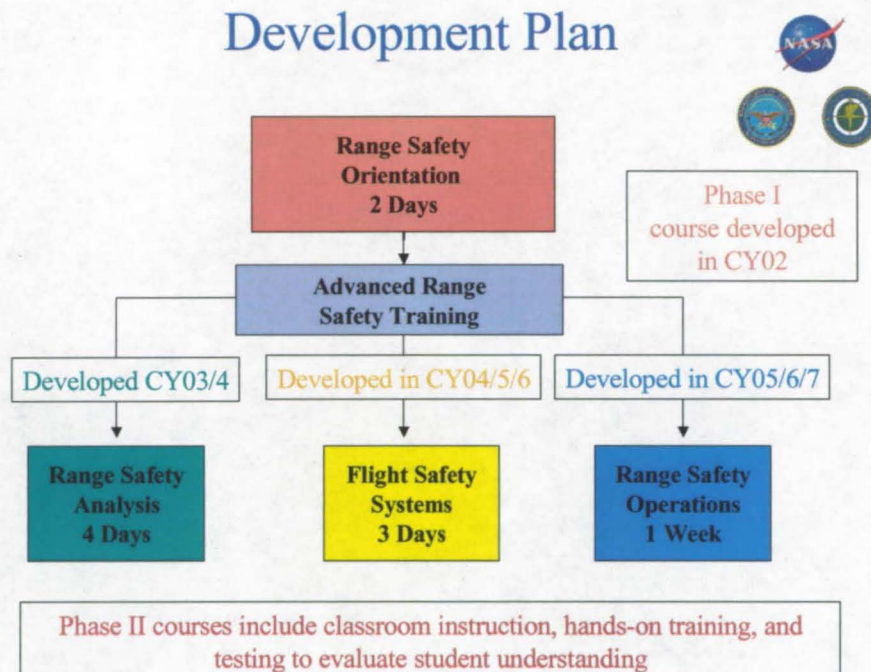 Development Plan
NASA
Range Safety
Orientation
2 Days
Phase I
course developed
in CY02
Advanced Range
Safety Training
Developed CY03/4
Developed in CY04/5/6
Developed in CY05/6/7
Range Safety
Analysis
4 Days
Flight Safety
Systems
3 Days
Range Safety
Operations
1 Week
Phase II courses include classroom instruction, hands-on training, and
testing to evaluate student understanding